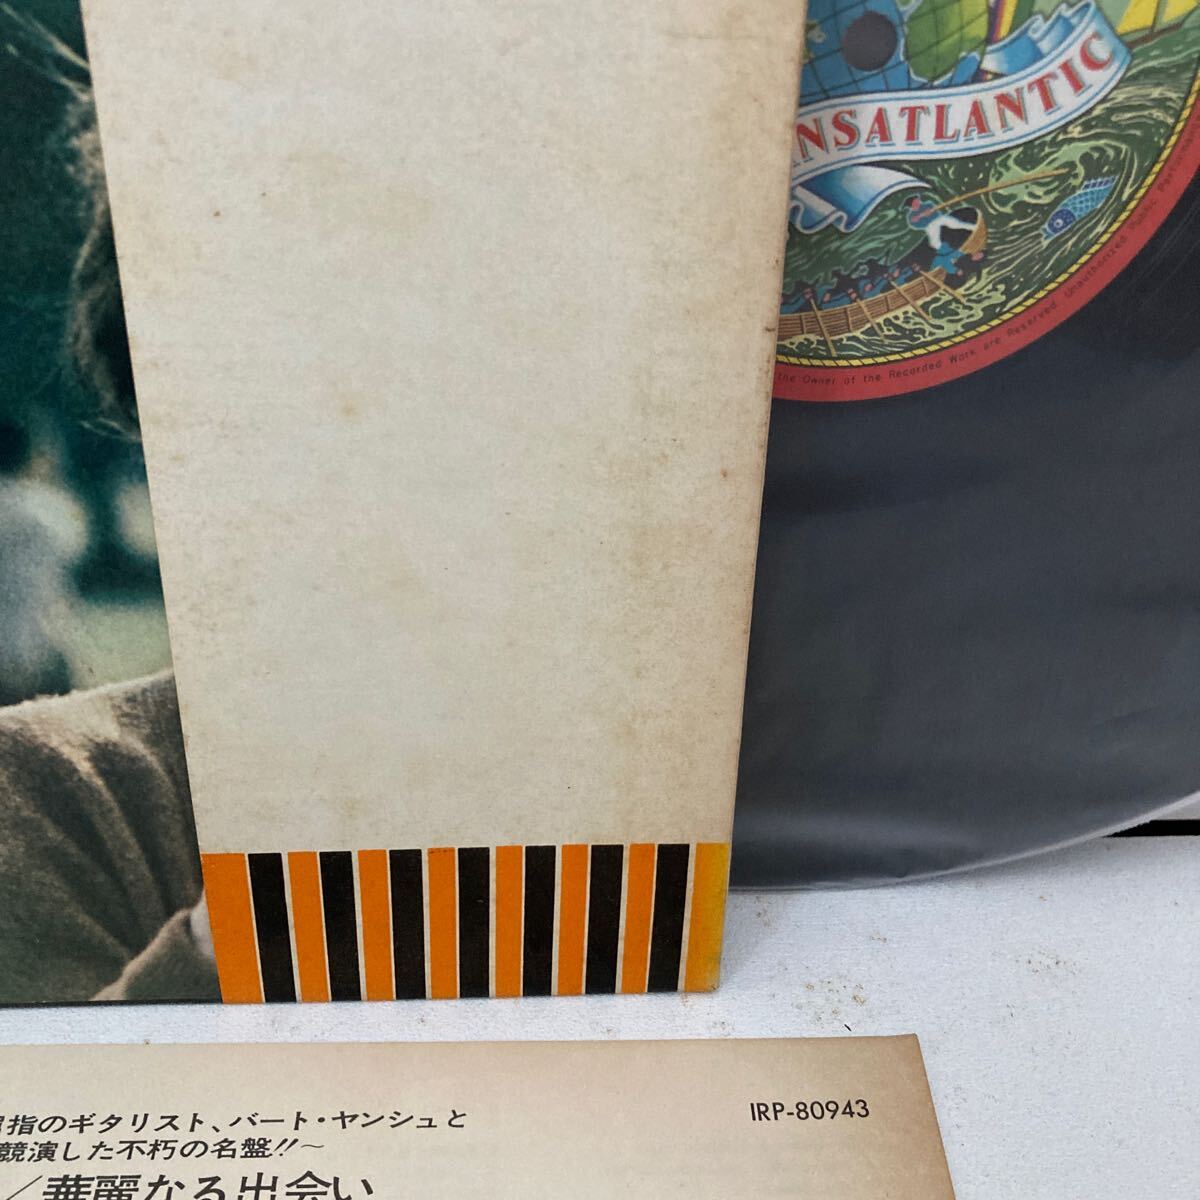 NSATLANTIC
the Owner of the Recorded Work are Reserved. Unauthorized Public
IRP-80943
指のギタリスト、バート・ヤンシュと
競演した不朽の名盤!!～
／華麗なる出会い